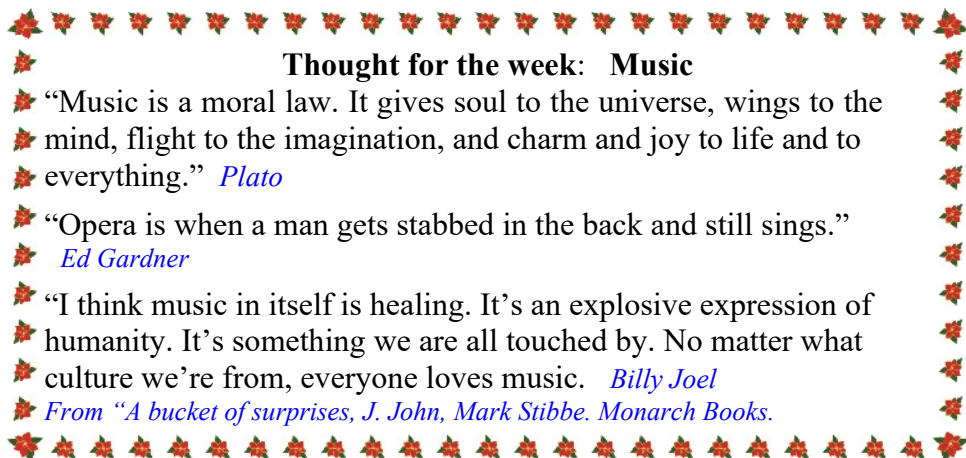 Thought for the week:   Music
“Music is a moral law. It gives soul to the universe, wings to the
mind, flight to the imagination, and charm and joy to life and to
everything.” Plato
“Opera is when a man gets stabbed in the back and still sings.”
Ed Gardner
“I think music in itself is healing. It’s an explosive expression of
humanity. It’s something we are all touched by. No matter what
culture we’re from, everyone loves music. Billy Joel
From “A bucket of surprises, J. John, Mark Stibbe. Monarch Books.